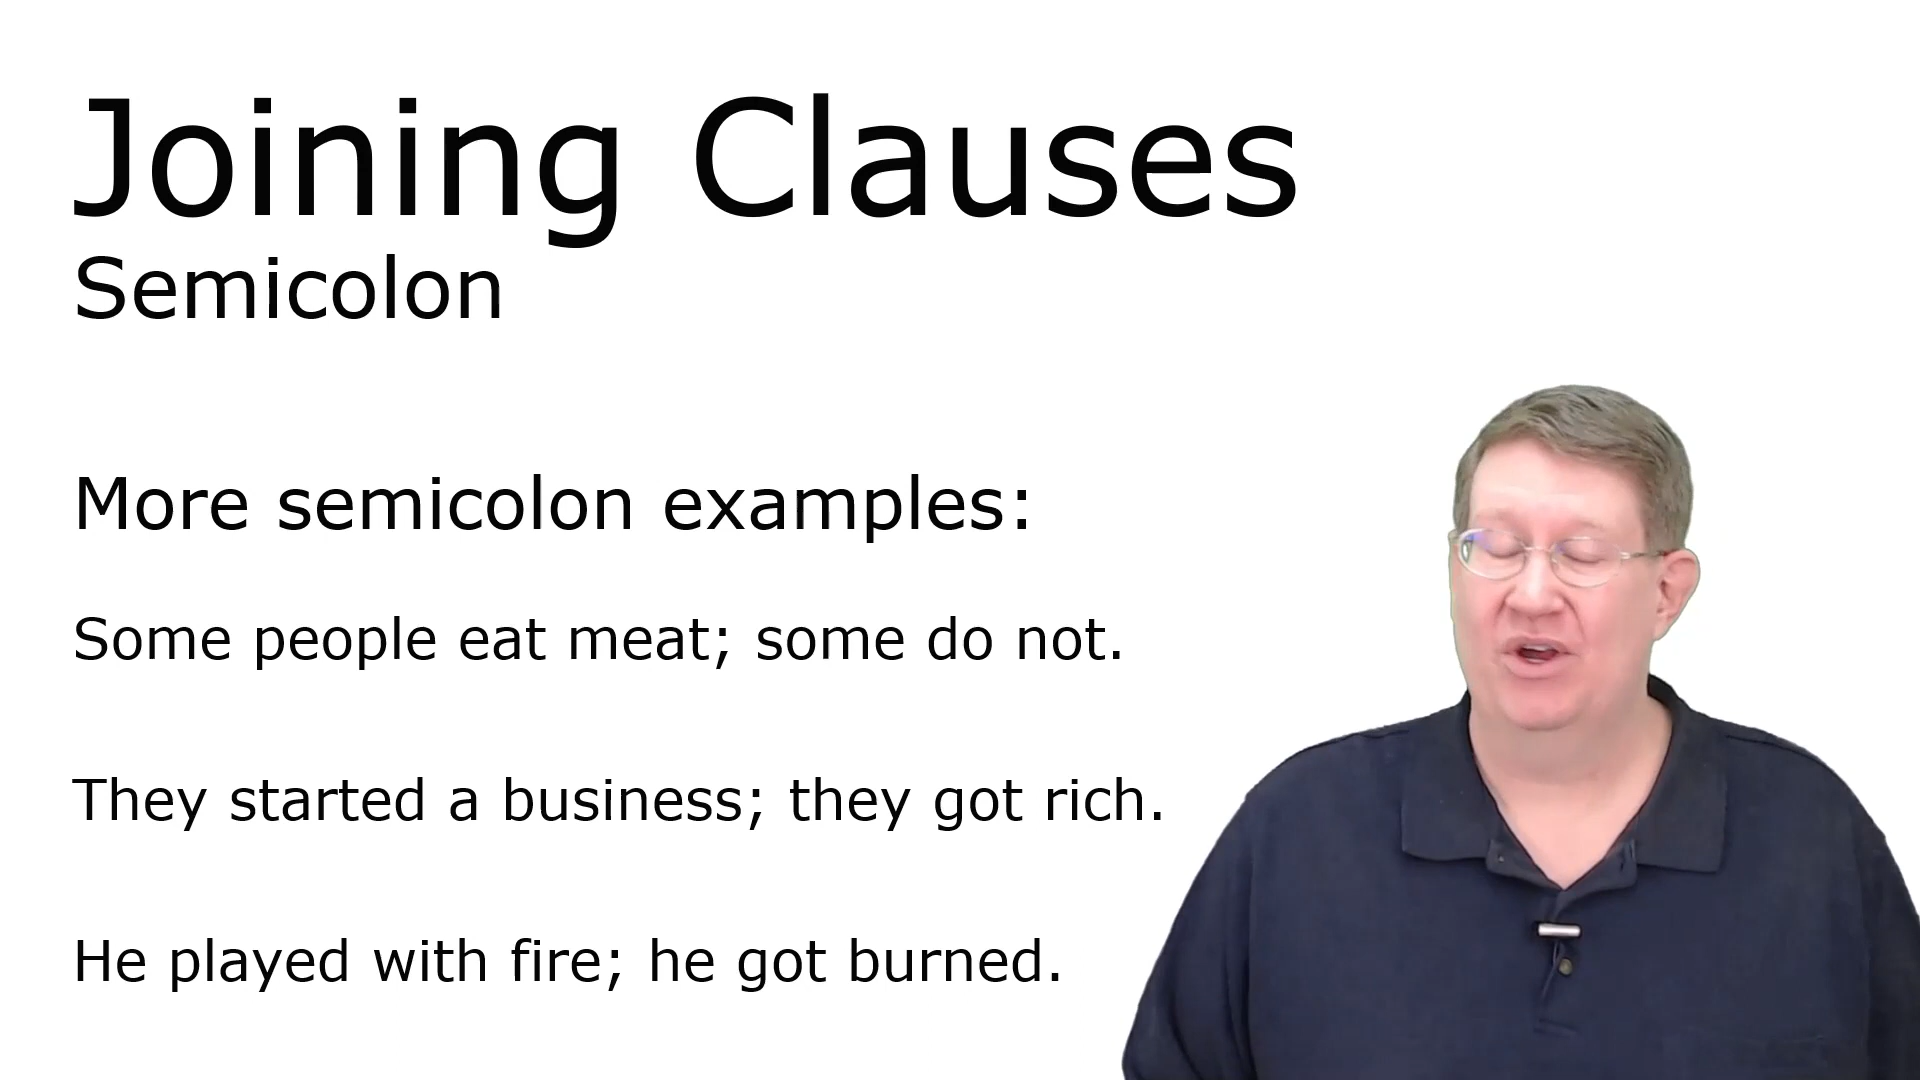 Joining Clauses
Semicolon
More semicolon examples:
Some people eat meat; some do not.
They started a business; they got rich.
He played with fire; he got burned.